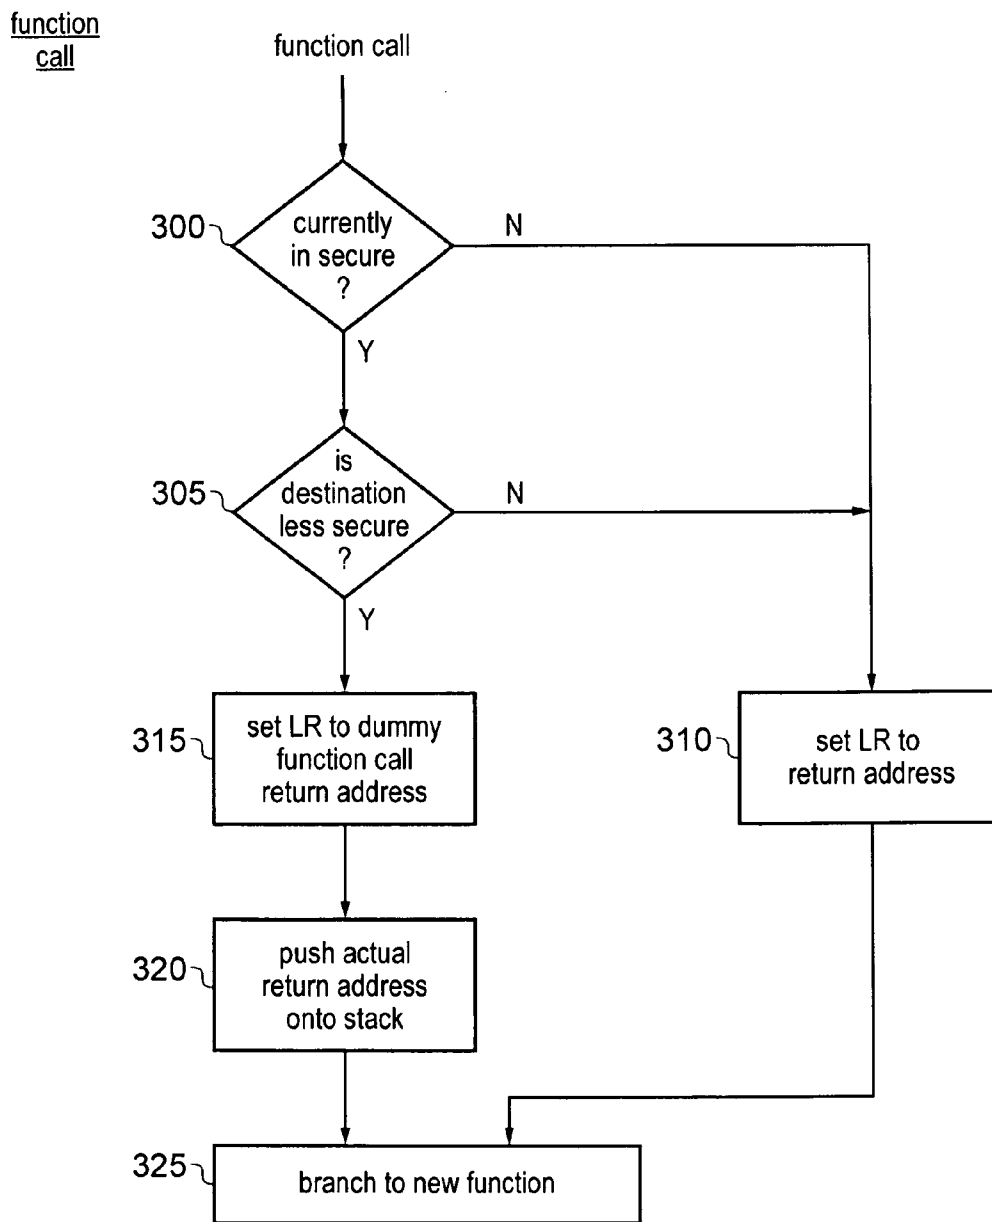 function
call
function call
300
currently
in secure
?
N
Y
305
is
destination
less secure
?
N
Y
315
set LR to dummy
function call
return address
310
set LR to
return address
320
push actual
return address
onto stack
325
branch to new function